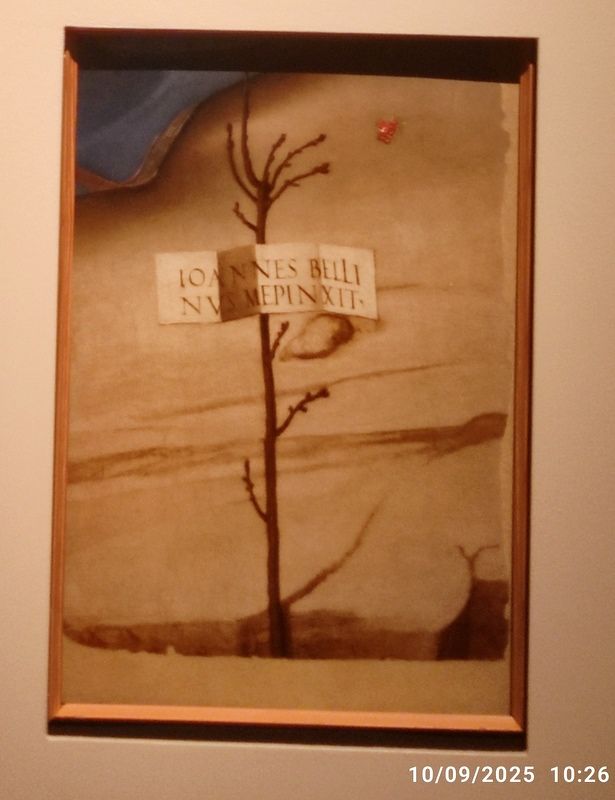 IOANNES BELLI
NVS MEPINXIT·
10/09/2025 10:26